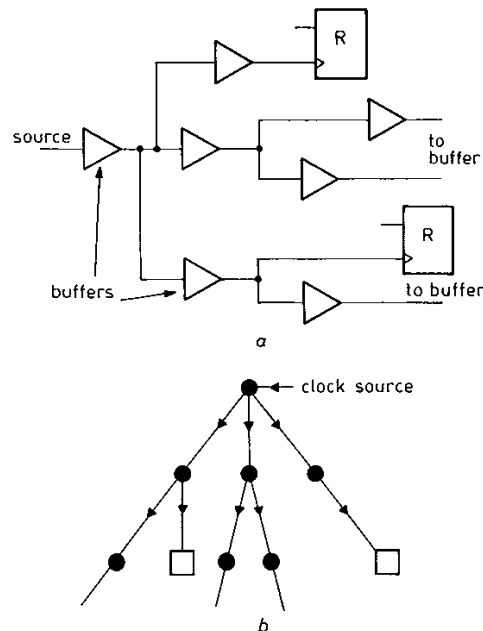 R
source
to
buffer
R
buffers
to buffer
a
clock source
b